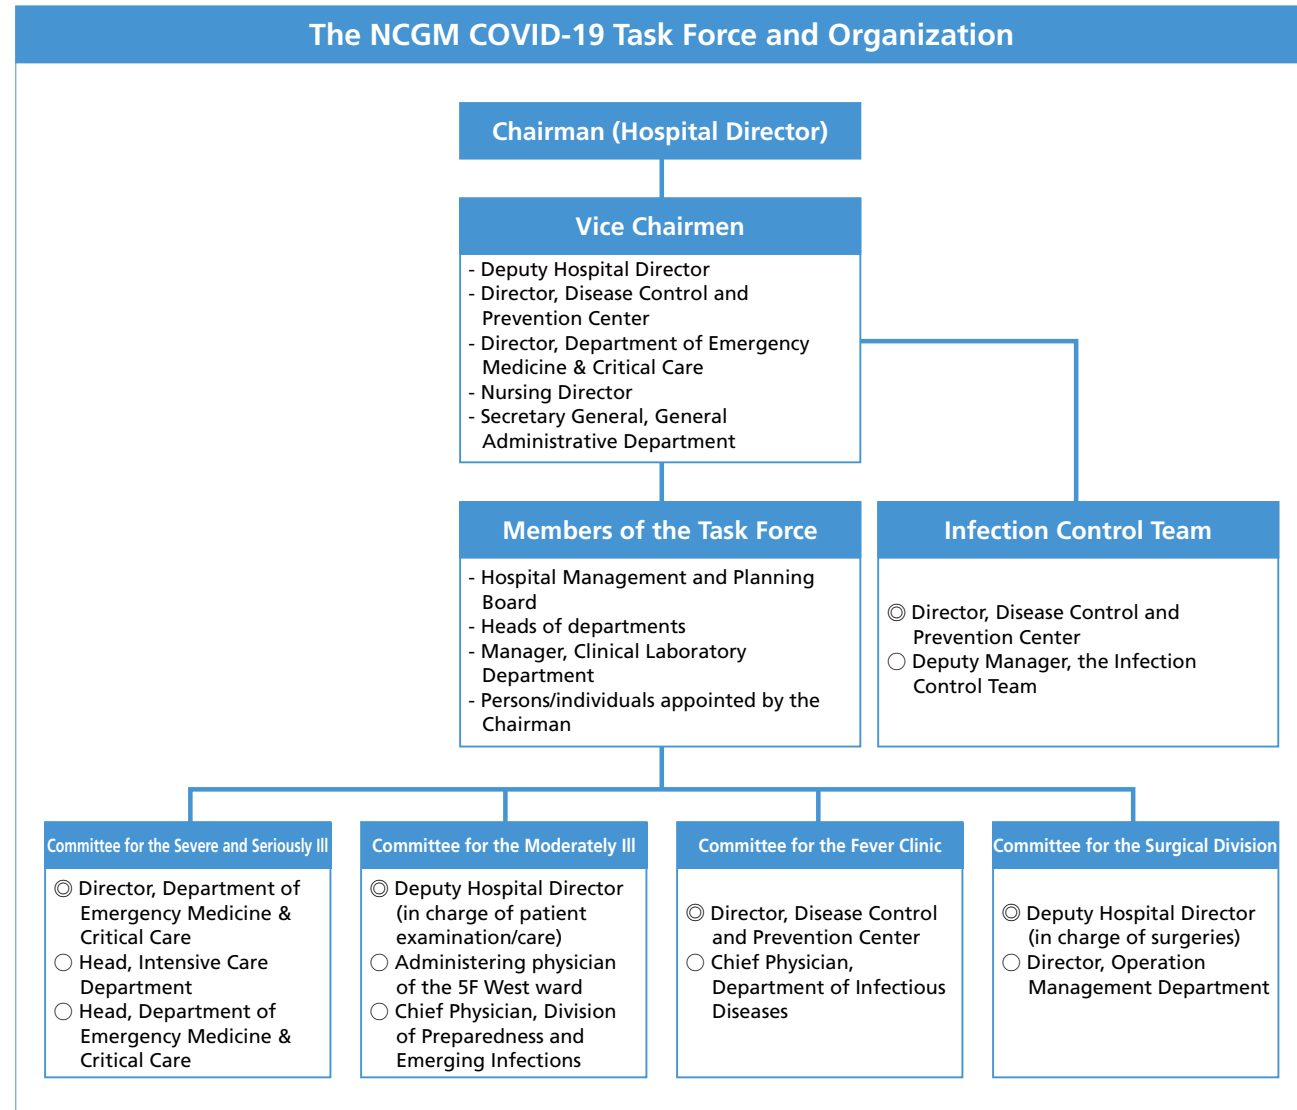 The NCGM COVID-19 Task Force and Organization
Chairman (Hospital Director)
Vice Chairmen
- Deputy Hospital Director
- Director, Disease Control and
Prevention Center
- Director, Department of Emergency
Medicine & Critical Care
- Nursing Director
- Secretary General, General
Administrative Department
Members of the Task Force
- Hospital Management and Planning
Board
- Heads of departments
- Manager, Clinical Laboratory
Department
- Persons/individuals appointed by the
Chairman
Infection Control Team
◎ Director, Disease Control and
Prevention Center
○ Deputy Manager, the Infection
Control Team
Committee for the Severe and Seriously Ill
◎ Director, Department of
Emergency Medicine &
Critical Care
○ Head, Intensive Care
Department
○ Head, Department of
Emergency Medicine &
Critical Care
Committee for the Moderately Ill
◎ Deputy Hospital Director
(in charge of patient
examination/care)
○ Administering physician
of the 5F West ward
○ Chief Physician, Division
of Preparedness and
Emerging Infections
Committee for the Fever Clinic
◎ Director, Disease Control
and Prevention Center
○ Chief Physician,
Department of Infectious
Diseases
Committee for the Surgical Division
◎ Deputy Hospital Director
(in charge of surgeries)
○ Director, Operation
Management Department